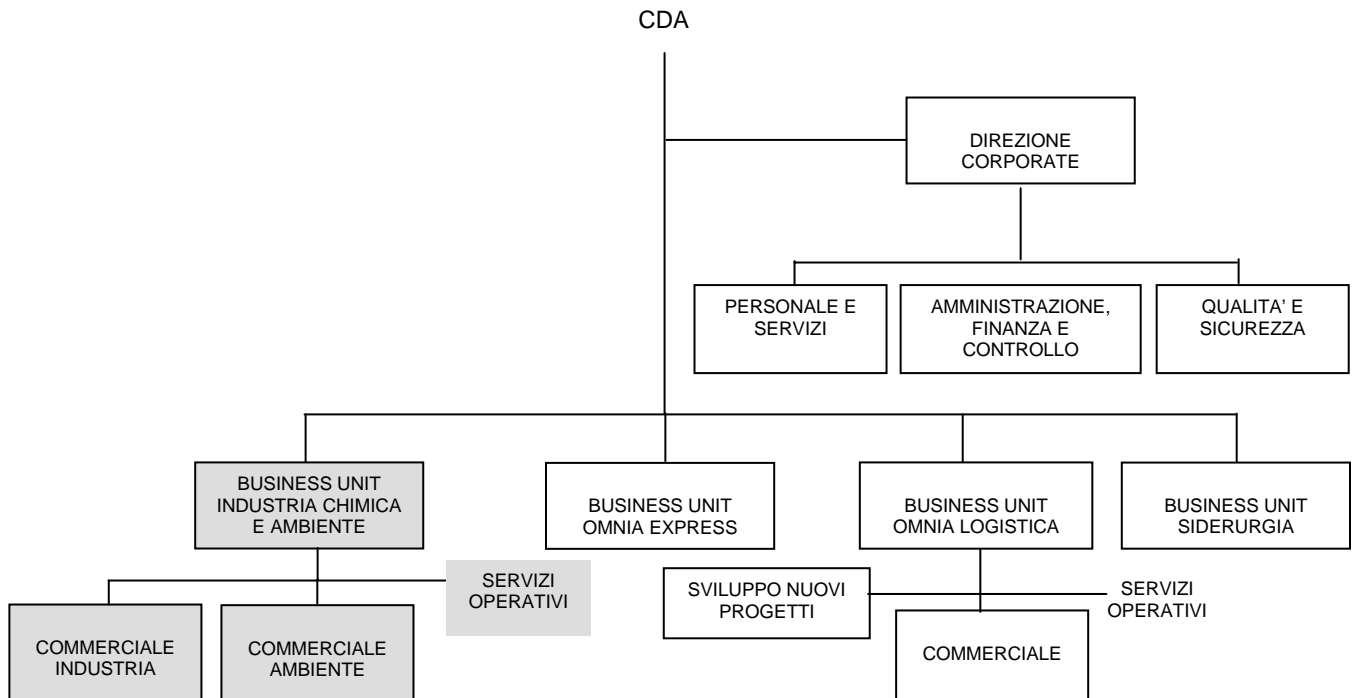 CDA
DIREZIONE
CORPORATE
PERSONALE E
SERVIZI
AMMINISTRAZIONE,
FINANZA E
CONTROLLO
QUALITA’ E
SICUREZZA
BUSINESS UNIT
INDUSTRIA CHIMICA
E AMBIENTE
BUSINESS UNIT
OMNIA EXPRESS
BUSINESS UNIT
OMNIA LOGISTICA
BUSINESS UNIT
SIDERURGIA
SERVIZI
OPERATIVI
SVILUPPO NUOVI
PROGETTI
SERVIZI
OPERATIVI
COMMERCIALE
INDUSTRIA
COMMERCIALE
AMBIENTE
COMMERCIALE